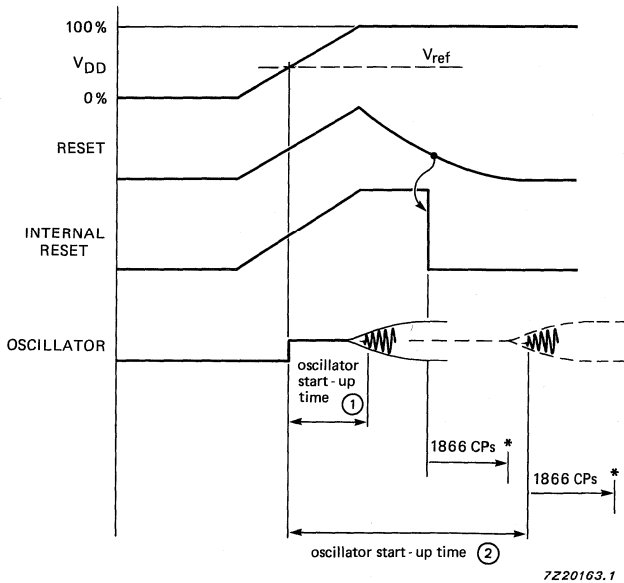 100%
VDD
Vref
0%
RESET
INTERNAL
RESET
OSCILLATOR
oscillator
start-up
time 1
1866 CPs *
1866 CPs *
oscillator start-up time 2
7Z20163.1